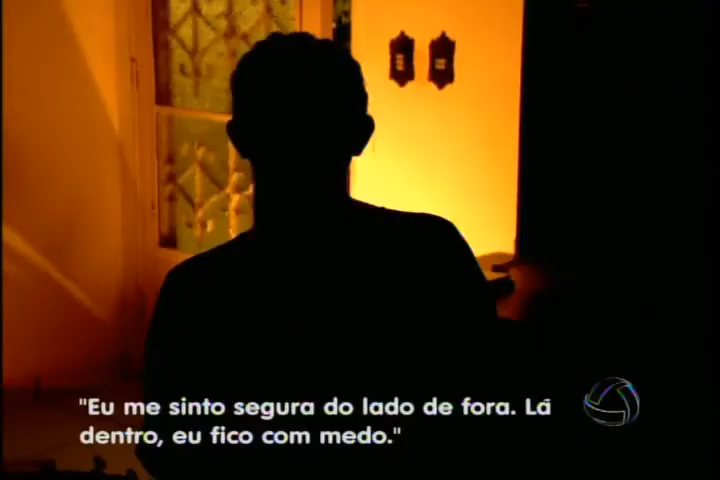 "Eu me sinto segura do lado de fora. Lá
dentro, eu fico com medo."